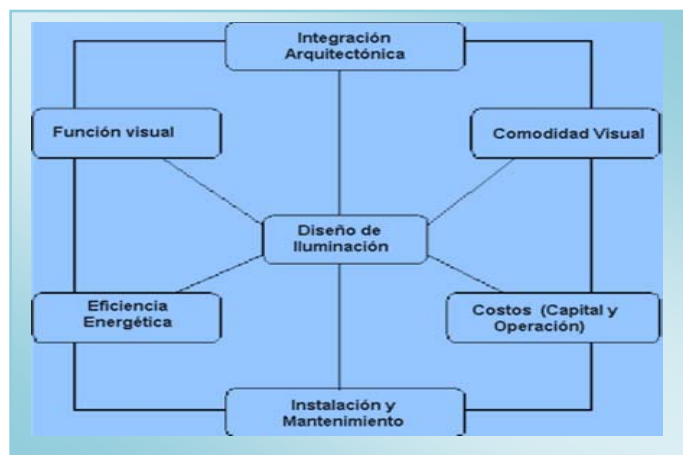 Integración
Arquitectónica
Función visual
Comodidad Visual
Diseño de
Iluminación
Eficiencia
Energética
Costos (Capital y
Operación)
Instalación y
Mantenimiento